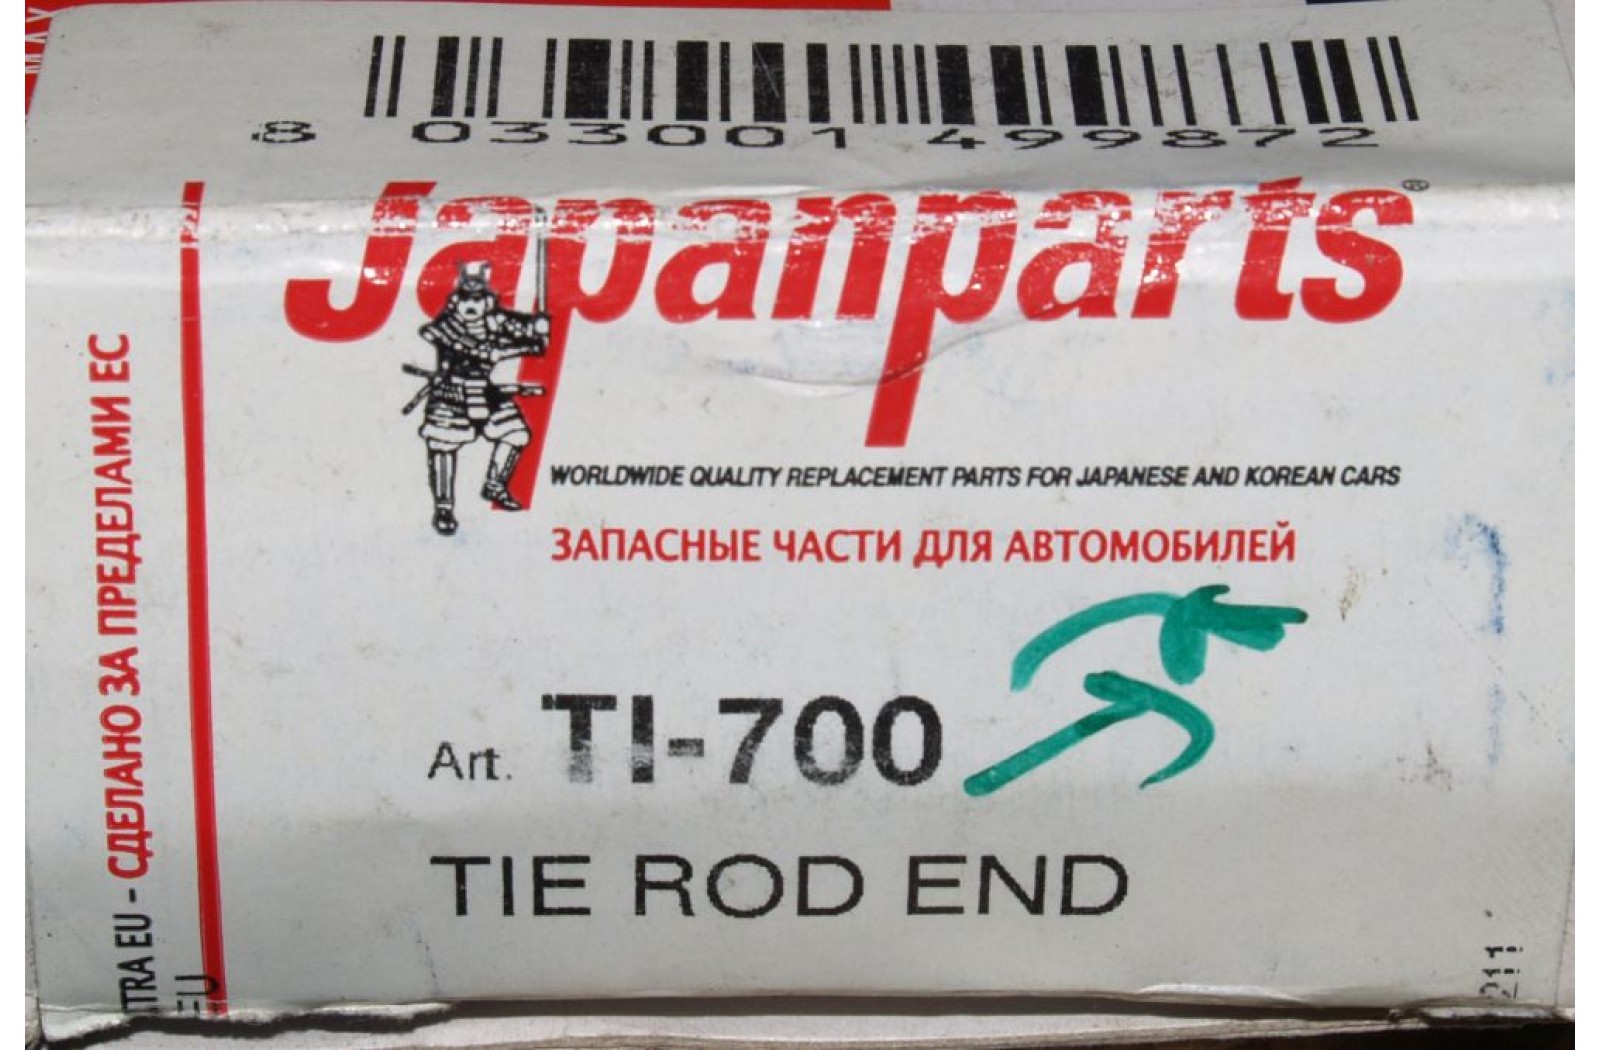 8 033001 499872
Japanparts®
WORLDWIDE QUALITY REPLACEMENT PARTS FOR JAPANESE AND KOREAN CARS
ЗАПАСНЫЕ ЧАСТИ ДЛЯ АВТОМОБИЛЕЙ
Art. TI-700
TIE ROD END
EU - СДЕЛАНО ЗА ПРЕДЕЛАМИ ЕС
EU